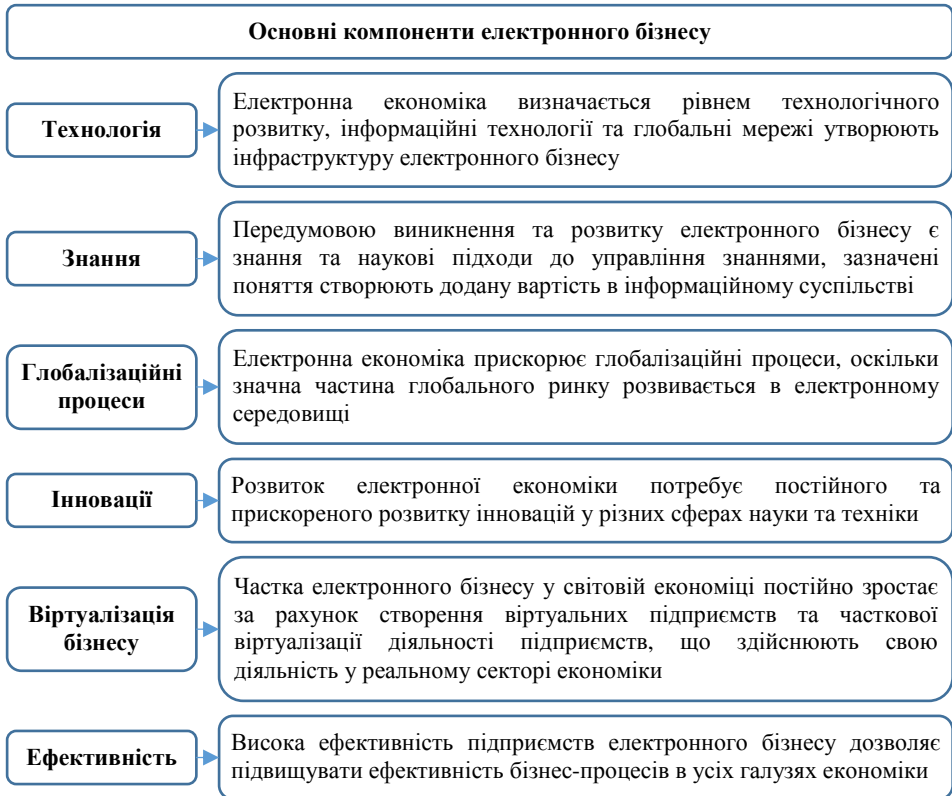 Основні компоненти електронного бізнесу
Технологія
Електронна економіка визначається рівнем технологічного
розвитку, інформаційні технології та глобальні мережі утворюють
інфраструктуру електронного бізнесу
Знання
Передумовою виникнення та розвитку електронного бізнесу є
знання та наукові підходи до управління знаннями, зазначені
поняття створюють додану вартість в інформаційному суспільстві
Глобалізаційні
процеси
Електронна економіка прискорює глобалізаційні процеси, оскільки
значна частина глобального ринку розвивається в електронному
середовищі
Інновації
Розвиток електронної економіки потребує постійного та
прискореного розвитку інновацій у різних сферах науки та техніки
Віртуалізація
бізнесу
Частка електронного бізнесу у світовій економіці постійно зростає
за рахунок створення віртуальних підприємств та часткової
віртуалізації діяльності підприємств, що здійснюють свою
діяльність у реальному секторі економіки
Ефективність
Висока ефективність підприємств електронного бізнесу дозволяє
підвищувати ефективність бізнес-процесів в усіх галузях економіки